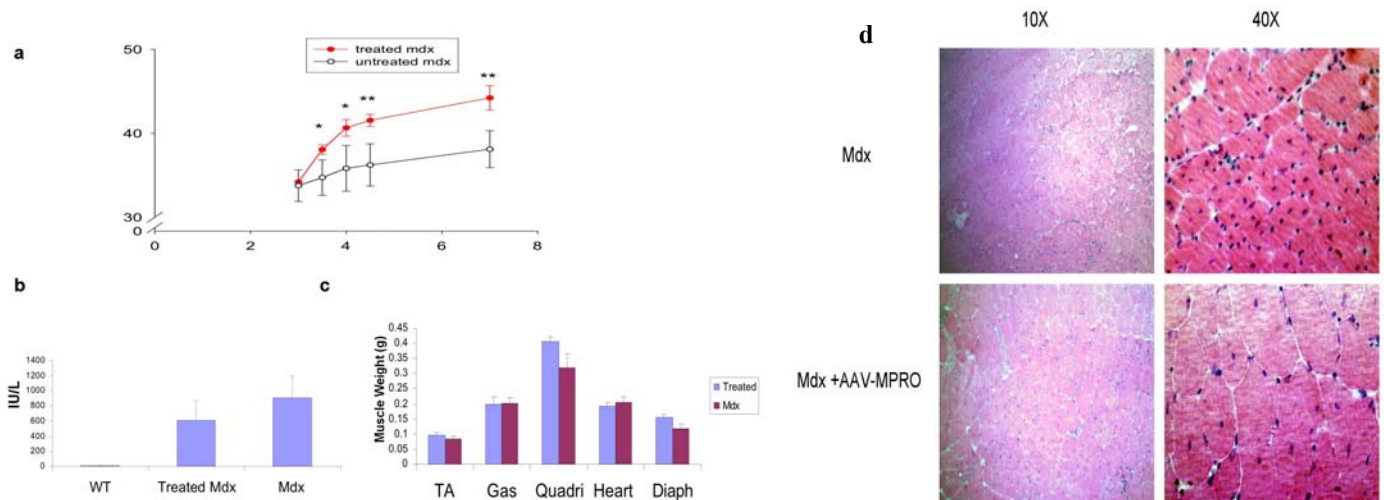 a
50
40
30
0
0
2
4
6
8
treated mdx
untreated mdx
*
*
**
**
b
IU/L
1400
1200
1000
800
600
400
200
0
WT
Treated Mdx
Mdx
c
Muscle Weight (g)
0.45
0.4
0.35
0.3
0.25
0.2
0.15
0.1
0.05
0
TA
Gas
Quadri
Heart
Diaph
Treated
Mdx
d
10X
40X
Mdx
Mdx +AAV-MPRO